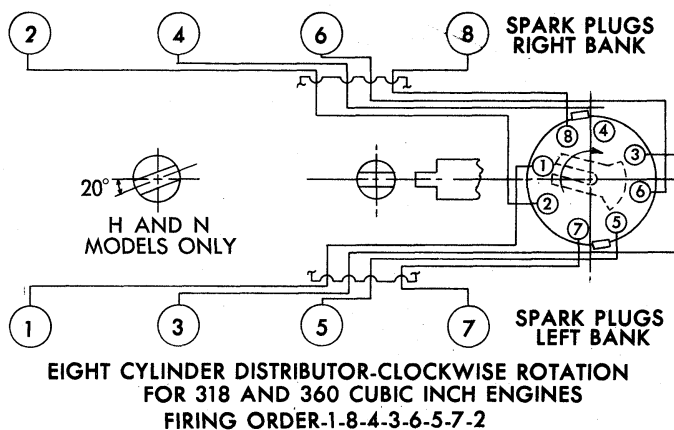 2 4 6 8 SPARK PLUGS
RIGHT BANK
8 4
1 3
2 6
7 5
20°
H AND N
MODELS ONLY
1 3 5 7 SPARK PLUGS
LEFT BANK
EIGHT CYLINDER DISTRIBUTOR-CLOCKWISE ROTATION
FOR 318 AND 360 CUBIC INCH ENGINES
FIRING ORDER-1-8-4-3-6-5-7-2